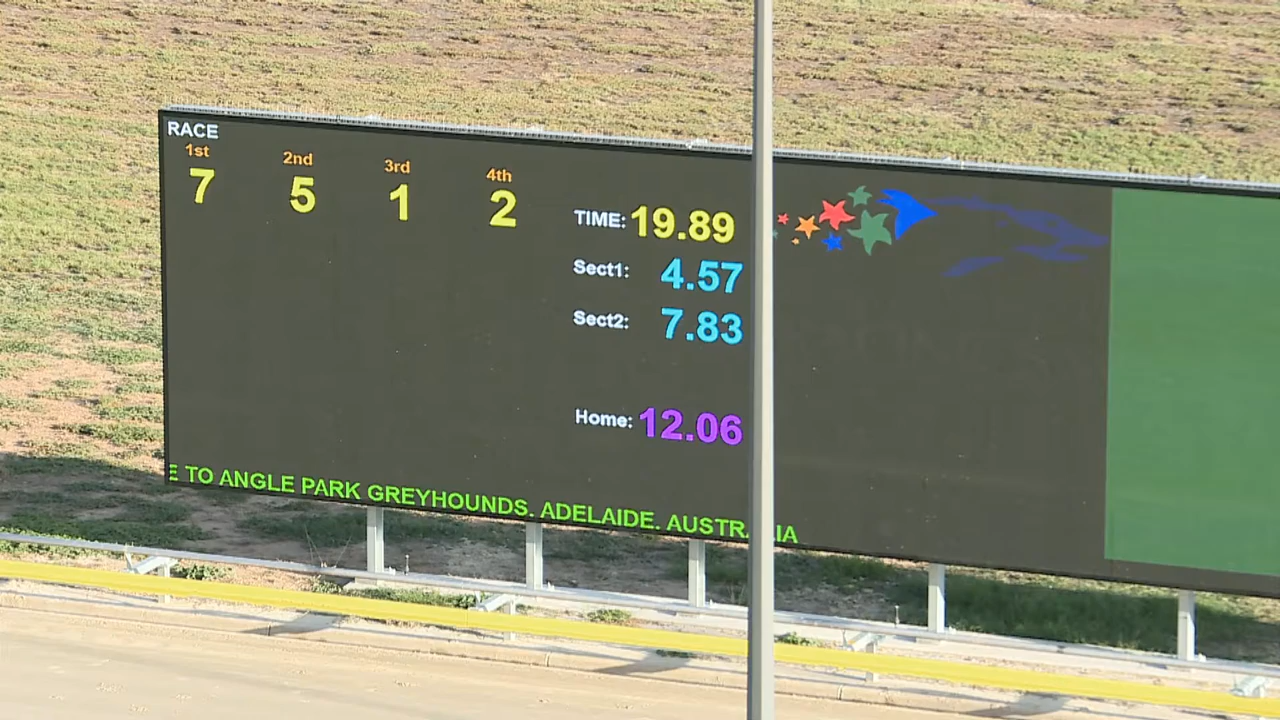 RACE
1st 2nd 3rd 4th
7 5 1 2
TIME: 19.89
Sect1: 4.57
Sect2: 7.83
Home: 12.06
E TO ANGLE PARK GREYHOUNDS. ADELAIDE. AUSTRALIA